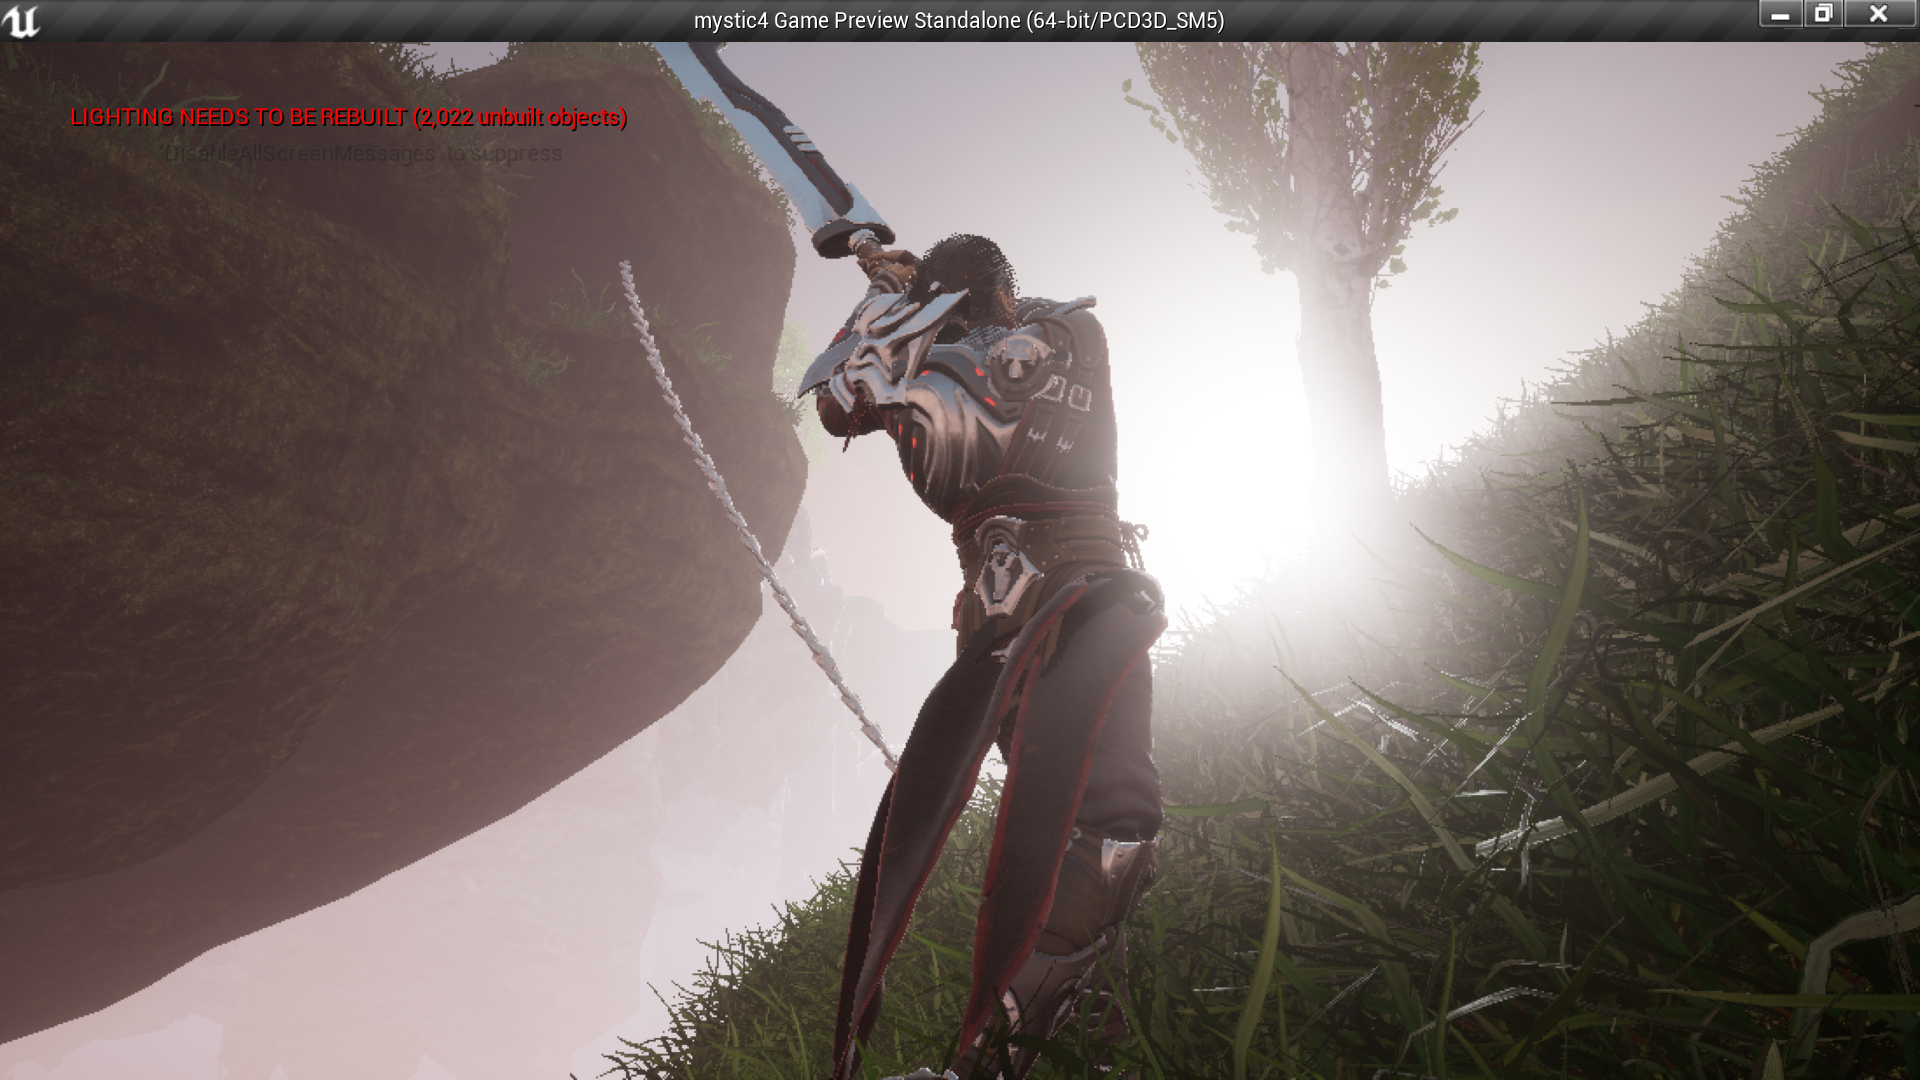 mystic4 Game Preview Standalone (64-bit/PCD3D_SM5)
LIGHTING NEEDS TO BE REBUILT (2,022 unbuilt objects)
'DisableAllScreenMessages' to suppress